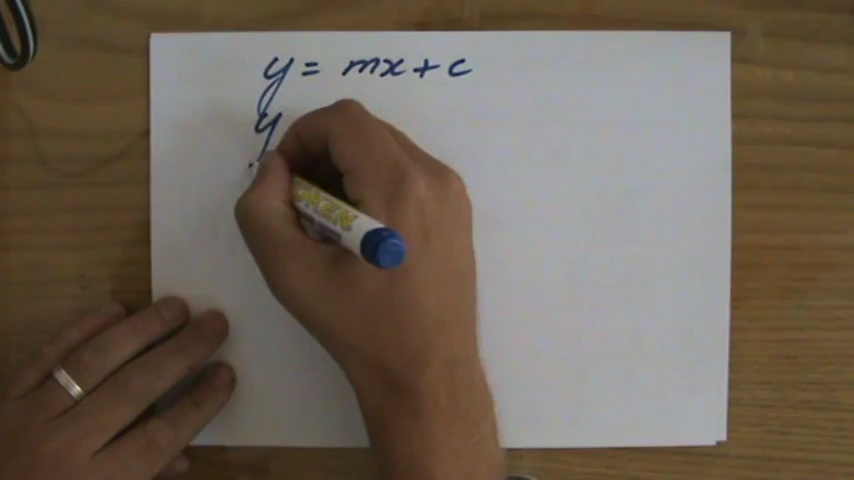 y = mx + c
y